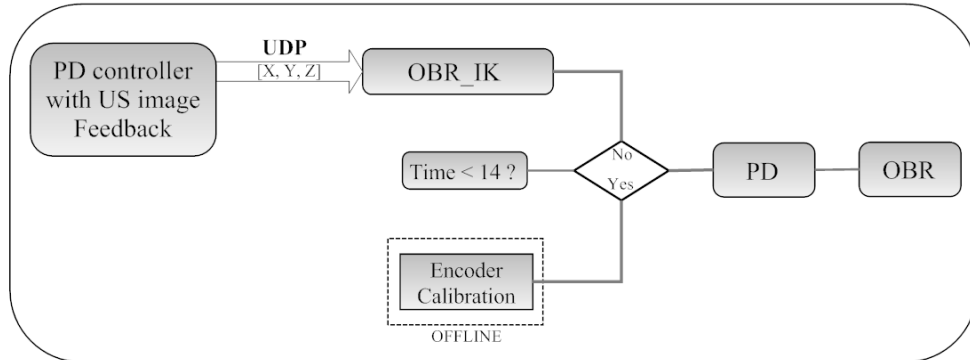 UDP
[X, Y, Z]
PD controller
with US image
Feedback
OBR_IK
No
Yes
Time < 14 ?
PD
OBR
Encoder
Calibration
OFFLINE